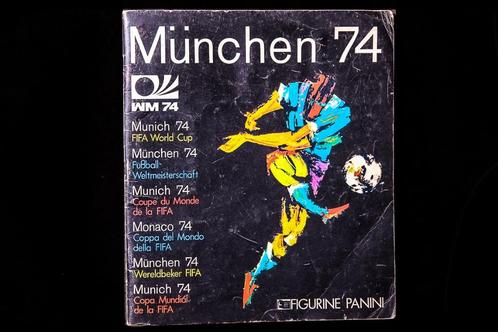 München 74
WM 74
Munich 74
FIFA World Cup
München 74
Fußball-
Weltmeisterschaft
Munich 74
Coupe du Monde
de la FIFA
Monaco 74
Coppa del Mondo
della FIFA
München 74
Wereldbeker FIFA
Munich 74
Copa Mundial
de la FIFA
FIGURINE PANINI